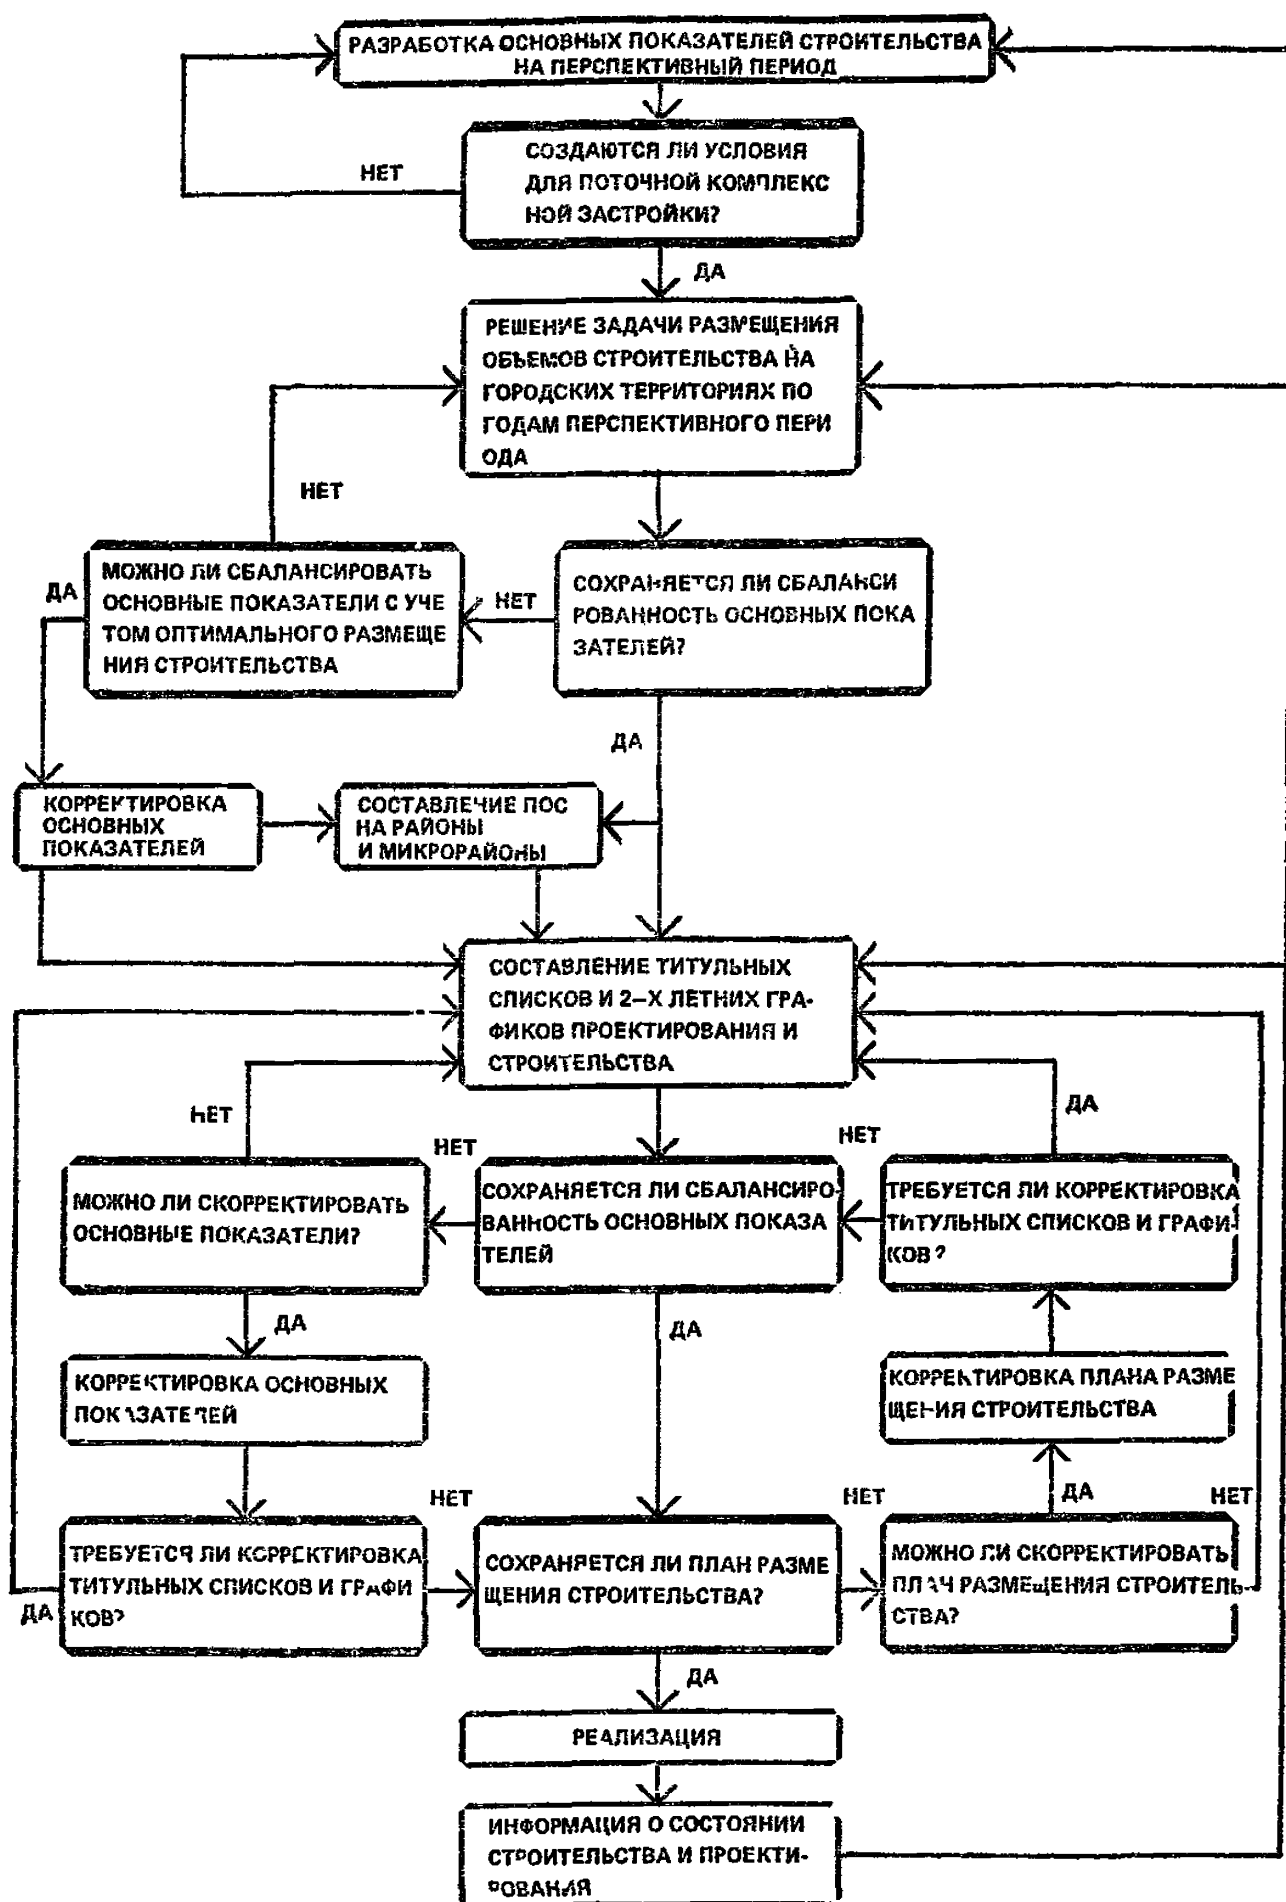 РАЗРАБОТКА ОСНОВНЫХ ПОКАЗАТЕЛЕЙ СТРОИТЕЛЬСТВА
НА ПЕРСПЕКТИВНЫЙ ПЕРИОД
СОЗДАЮТСЯ ЛИ УСЛОВИЯ
ДЛЯ ПОТОЧНОЙ КОМПЛЕКС
НОЙ ЗАСТРОЙКИ?
НЕТ
ДА
РЕШЕНИЕ ЗАДАЧИ РАЗМЕЩЕНИЯ
ОБЪЕМОВ СТРОИТЕЛЬСТВА НА
ГОРОДСКИХ ТЕРРИТОРИЯХ ПО
ГОДАМ ПЕРСПЕКТИВНОГО ПЕРИ
ОДА
НЕТ
МОЖНО ЛИ СБАЛАНСИРОВАТЬ
ОСНОВНЫЕ ПОКАЗАТЕЛИ С УЧЕ
ТОМ ОПТИМАЛЬНОГО РАЗМЕЩЕ
НИЯ СТРОИТЕЛЬСТВА
ДА
НЕТ
СОХРАНЯЕТСЯ ЛИ СБАЛАНСИ
РОВАННОСТЬ ОСНОВНЫХ ПОКА
ЗАТЕЛЕЙ?
ДА
КОРРЕКТИРОВКА
ОСНОВНЫХ
ПОКАЗАТЕЛЕЙ
СОСТАВЛЕНИЕ ПОС
НА РАЙОНЫ
И МИКРОРАЙОНЫ
СОСТАВЛЕНИЕ ТИТУЛЬНЫХ
СПИСКОВ И 2–Х ЛЕТНИХ ГРА-
ФИКОВ ПРОЕКТИРОВАНИЯ И
СТРОИТЕЛЬСТВА
НЕТ
НЕТ
НЕТ
ДА
МОЖНО ЛИ СКОРРЕКТИРОВАТЬ
ОСНОВНЫЕ ПОКАЗАТЕЛИ?
СОХРАНЯЕТСЯ ЛИ СБАЛАНСИРО-
ВАННОСТЬ ОСНОВНЫХ ПОКАЗА
ТЕЛЕЙ
ТРЕБУЕТСЯ ЛИ КОРРЕКТИРОВКА
ТИТУЛЬНЫХ СПИСКОВ И ГРАФИ-
КОВ?
ДА
ДА
КОРРЕКТИРОВКА ОСНОВНЫХ
ПОКАЗАТЕЛЕЙ
КОРРЕКТИРОВКА ПЛАНА РАЗМЕ
ЩЕНИЯ СТРОИТЕЛЬСТВА
НЕТ
НЕТ
ДА
НЕТ
ТРЕБУЕТСЯ ЛИ КОРРЕКТИРОВКА
ТИТУЛЬНЫХ СПИСКОВ И ГРАФИ
КОВ?
ДА
СОХРАНЯЕТСЯ ЛИ ПЛАН РАЗМЕ
ЩЕНИЯ СТРОИТЕЛЬСТВА?
МОЖНО ЛИ СКОРРЕКТИРОВАТЬ
ПЛАН РАЗМЕЩЕНИЯ СТРОИТЕЛЬ-
СТВА?
ДА
РЕАЛИЗАЦИЯ
ИНФОРМАЦИЯ О СОСТОЯНИИ
СТРОИТЕЛЬСТВА И ПРОЕКТИ-
РОВАНИЯ